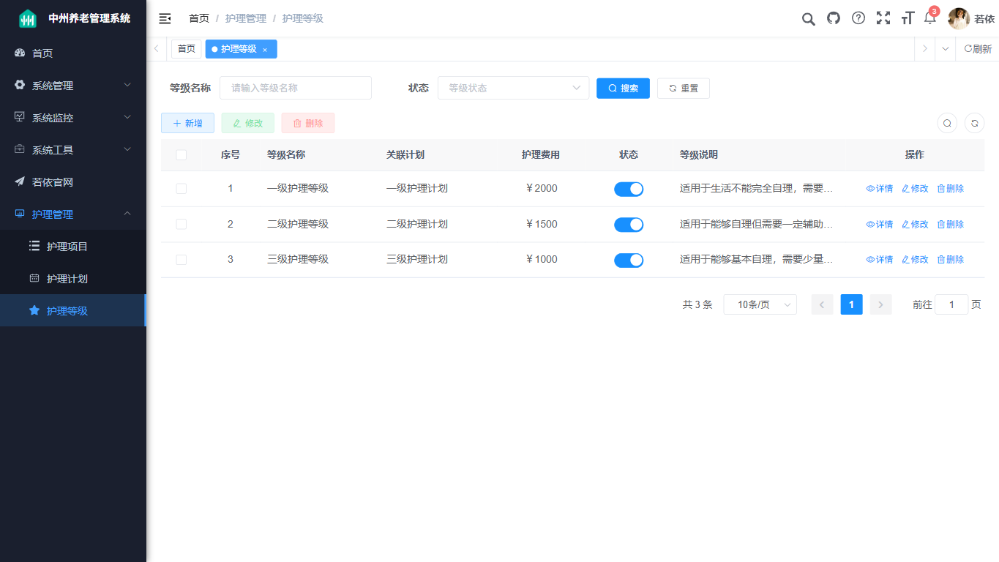 中州养老管理系统
首页
系统管理
系统监控
系统工具
若依官网
护理管理
护理项目
护理计划
护理等级
首页 / 护理管理 / 护理等级
3
若依
首页
护理等级 ×
刷新
等级名称 请输入等级名称 状态 等级状态 搜索 重置
+ 新增 修改 删除
序号 等级名称 关联计划 护理费用 状态 等级说明 操作
1 一级护理等级 一级护理计划 ¥2000 适用于生活不能完全自理，需要… 详情 修改 删除
2 二级护理等级 二级护理计划 ¥1500 适用于能够自理但需要一定辅助… 详情 修改 删除
3 三级护理等级 三级护理计划 ¥1000 适用于能够基本自理，需要少量… 详情 修改 删除
共 3 条 10条/页 1 前往 1 页